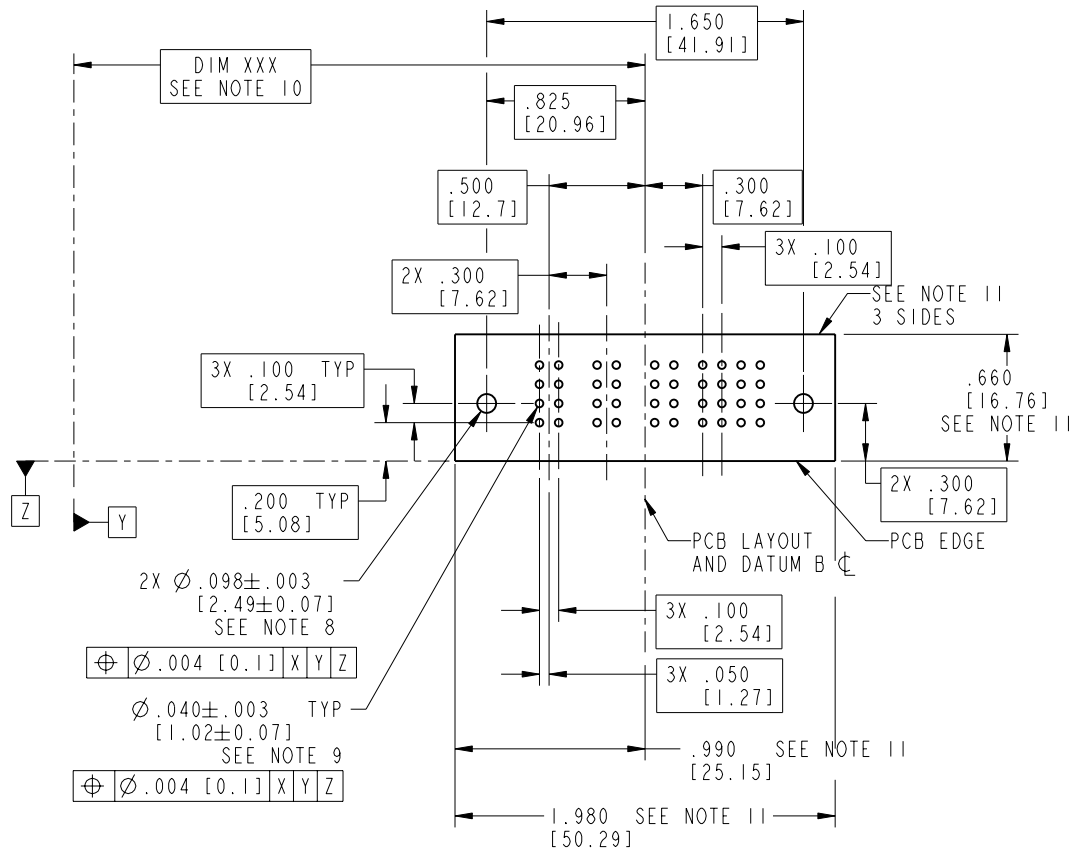 1.650
[41.91]
DIM XXX
SEE NOTE 10
.825
[20.96]
.500
[12.7]
.300
[7.62]
3X .100
[2.54]
2X .300
[7.62]
SEE NOTE 11
3 SIDES
3X .100 TYP
[2.54]
.660
[16.76]
SEE NOTE 11
.200 TYP
[5.08]
2X .300
[7.62]
Z
Y
PCB LAYOUT
AND DATUM B ℄
PCB EDGE
2X ∅.098±.003
[2.49±0.07]
SEE NOTE 8
⌖ ∅.004 [0.1] X Y Z
3X .100
[2.54]
3X .050
[1.27]
∅.040±.003 TYP
[1.02±0.07]
SEE NOTE 9
⌖ ∅.004 [0.1] X Y Z
.990 SEE NOTE 11
[25.15]
1.980 SEE NOTE 11
[50.29]